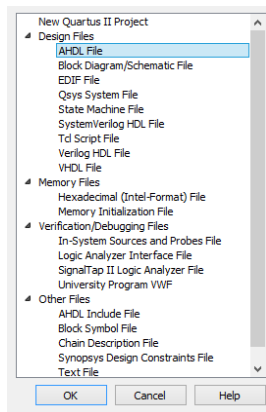 New Quartus II Project
Design Files
AHDL File
Block Diagram/Schematic File
EDIF File
Qsys System File
State Machine File
SystemVerilog HDL File
Tcl Script File
Verilog HDL File
VHDL File
Memory Files
Hexadecimal (Intel-Format) File
Memory Initialization File
Verification/Debugging Files
In-System Sources and Probes File
Logic Analyzer Interface File
SignalTap II Logic Analyzer File
University Program VWF
Other Files
AHDL Include File
Block Symbol File
Chain Description File
Synopsys Design Constraints File
Text File
OK Cancel Help